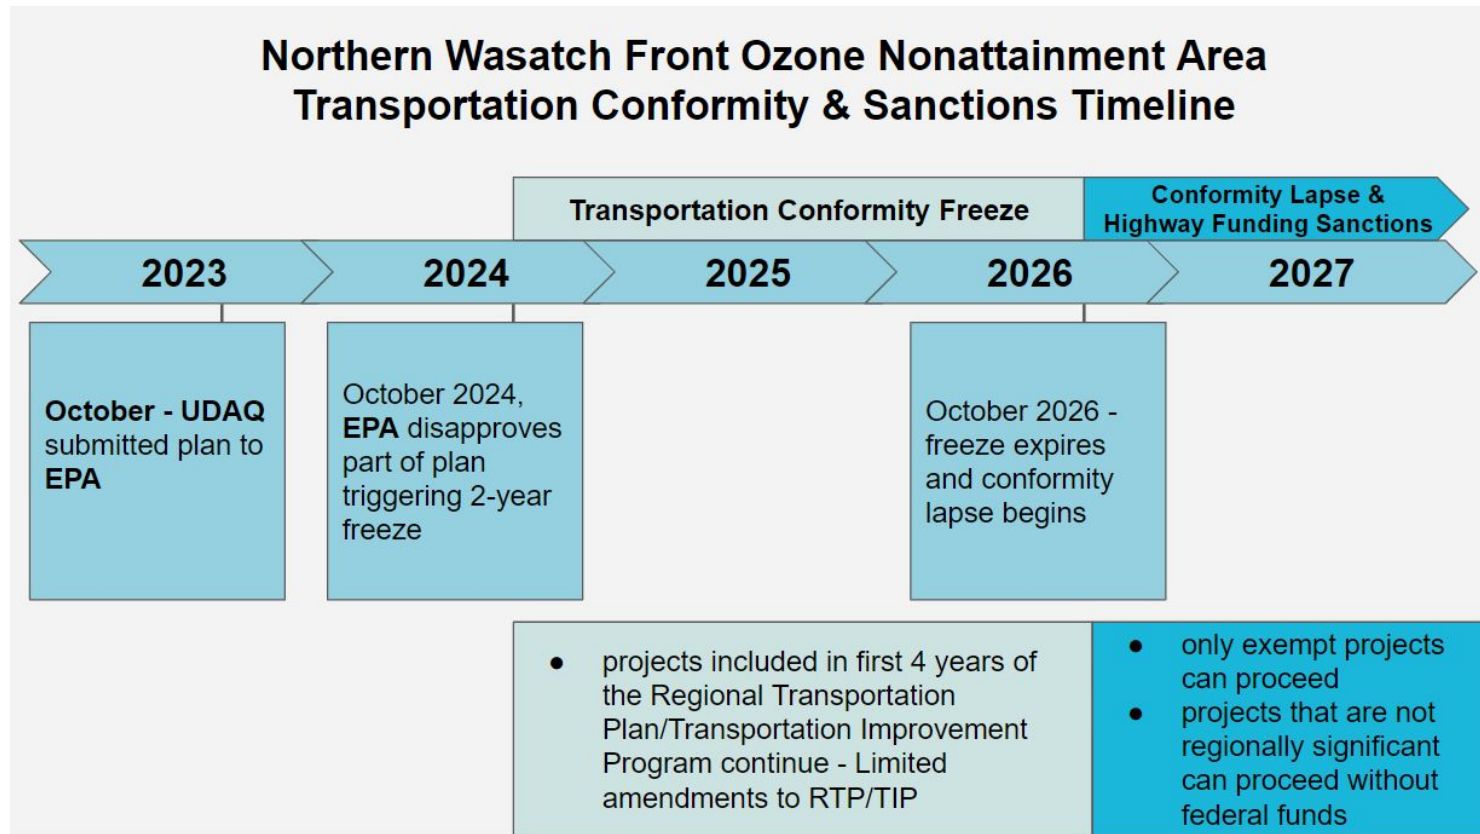 Northern Wasatch Front Ozone Nonattainment Area
Transportation Conformity & Sanctions Timeline
Transportation Conformity Freeze
Conformity Lapse &
Highway Funding Sanctions
2023
2024
2025
2026
2027
October - UDAQ
submitted plan to
EPA
October 2024,
EPA disapproves
part of plan
triggering 2-year
freeze
October 2026 -
freeze expires
and conformity
lapse begins
● projects included in first 4 years of
the Regional Transportation
Plan/Transportation Improvement
Program continue - Limited
amendments to RTP/TIP
● only exempt projects
can proceed
● projects that are not
regionally significant
can proceed without
federal funds